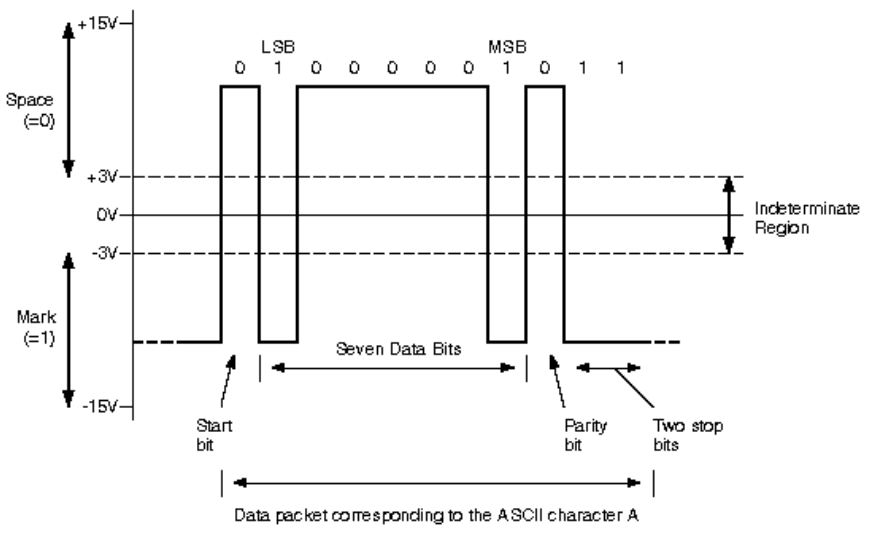 +15V
LSB MSB
0 1 0 0 0 0 0 1 0 1 1
Space
(=0)
+3V
0V
Indeterminate
Region
-3V
Mark
(=1)
Seven Data Bits
-15V
Start
bit
Parity
bit
Two stop
bits
Data packet corresponding to the ASCII character A